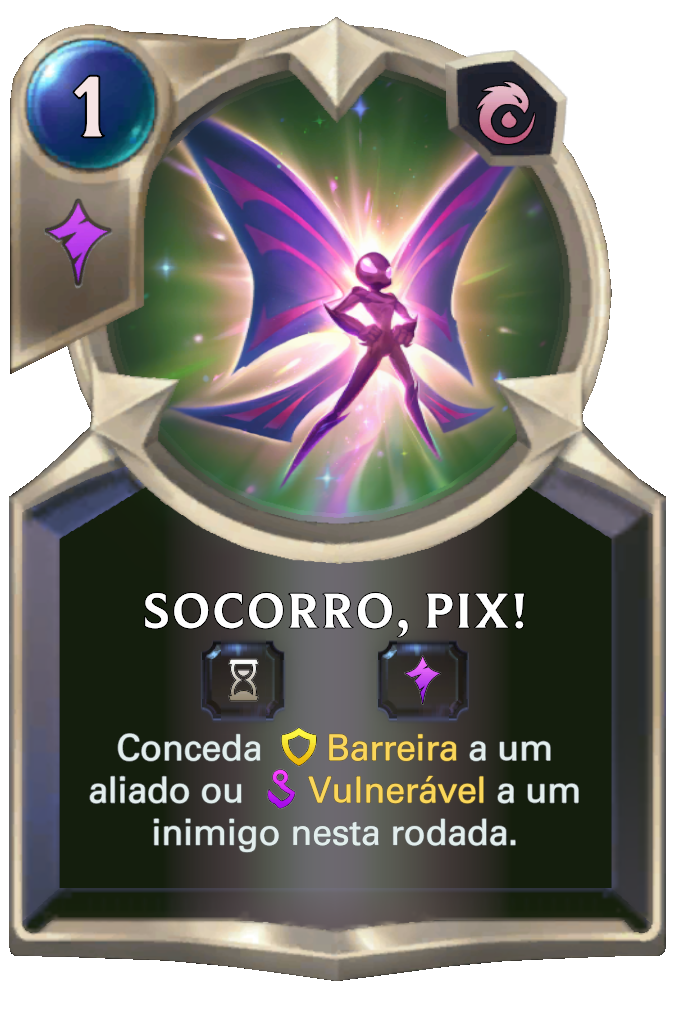 1
SOCORRO, PIX!
Conceda Barreira a um
aliado ou Vulnerável a um
inimigo nesta rodada.